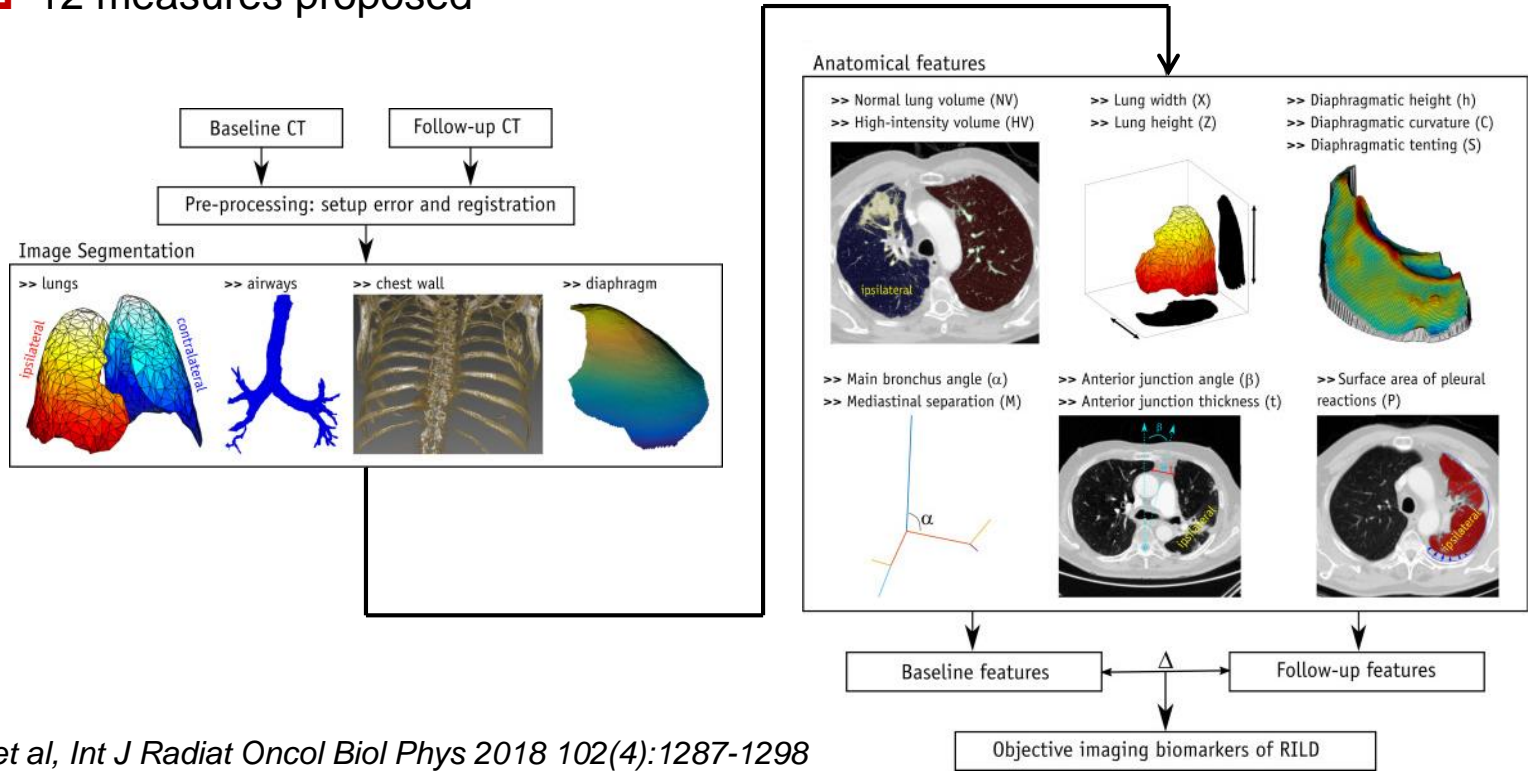 12 measures proposed
Baseline CT
Follow-up CT
Pre-processing: setup error and registration
Image Segmentation
>> lungs
>> airways
>> chest wall
>> diaphragm
ipsilateral
contralateral
Anatomical features
>> Normal lung volume (NV)
>> High-intensity volume (HV)
ipsilateral
>> Lung width (X)
>> Lung height (Z)
>> Diaphragmatic height (h)
>> Diaphragmatic curvature (C)
>> Diaphragmatic tenting (S)
>> Main bronchus angle (α)
>> Mediastinal separation (M)
α
>> Anterior junction angle (β)
>> Anterior junction thickness (t)
β
ipsilateral
>> Surface area of pleural
reactions (P)
ipsilateral
Baseline features
Δ
Follow-up features
Objective imaging biomarkers of RILD
et al, Int J Radiat Oncol Biol Phys 2018 102(4):1287-1298